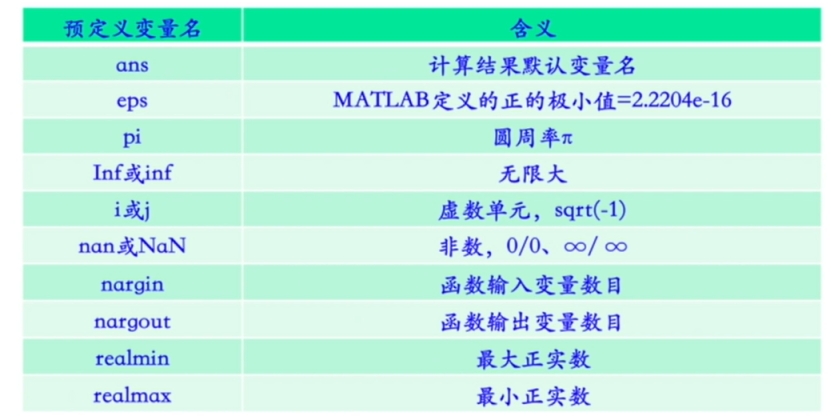 预定义变量名 含义
ans 计算结果默认变量名
eps MATLAB定义的正的极小值=2.2204e-16
pi 圆周率π
Inf或inf 无限大
i或j 虚数单元，sqrt(-1)
nan或NaN 非数，0/0、∞/ ∞
nargin 函数输入变量数目
nargout 函数输出变量数目
realmin 最大正实数
realmax 最小正实数